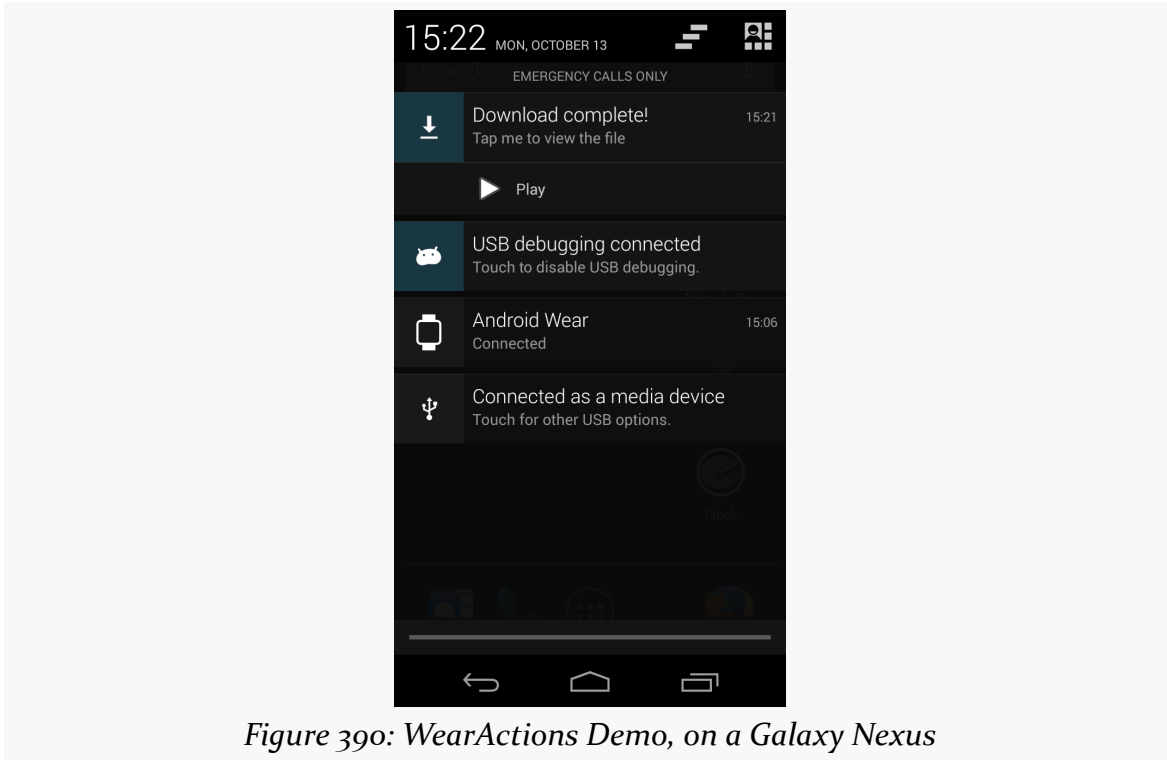 15:22 MON, OCTOBER 13
EMERGENCY CALLS ONLY
Download complete! 15:21
Tap me to view the file
Play
USB debugging connected
Touch to disable USB debugging.
Android Wear 15:06
Connected
Connected as a media device
Touch for other USB options.
Clock
Figure 390: WearActions Demo, on a Galaxy Nexus